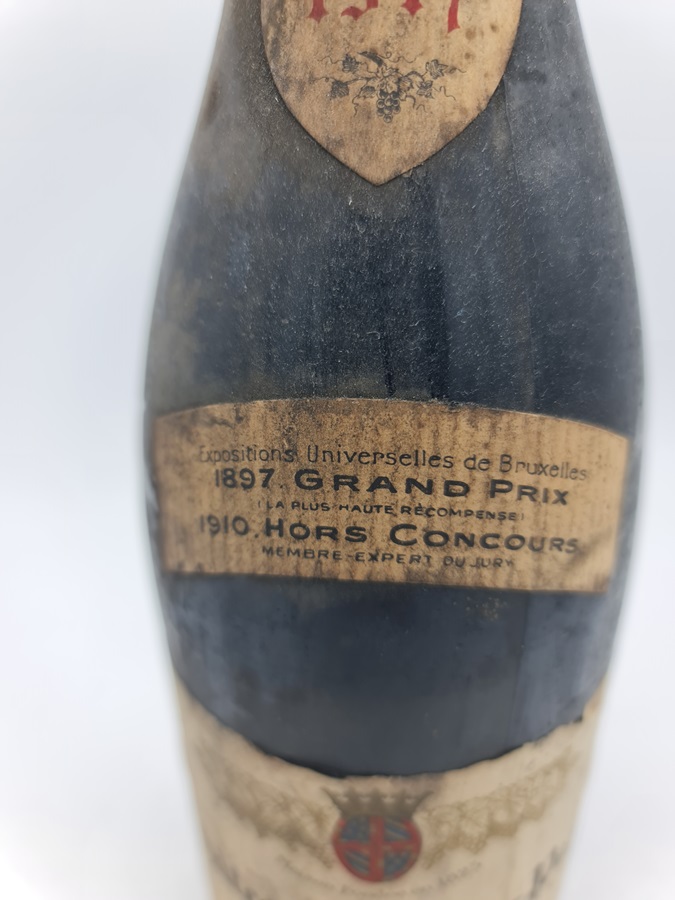 Expositions Universelles de Bruxelles
1897. GRAND PRIX
(LA PLUS HAUTE RÉCOMPENSE)
1910. HORS CONCOURS
MEMBRE-EXPERT DU JURY